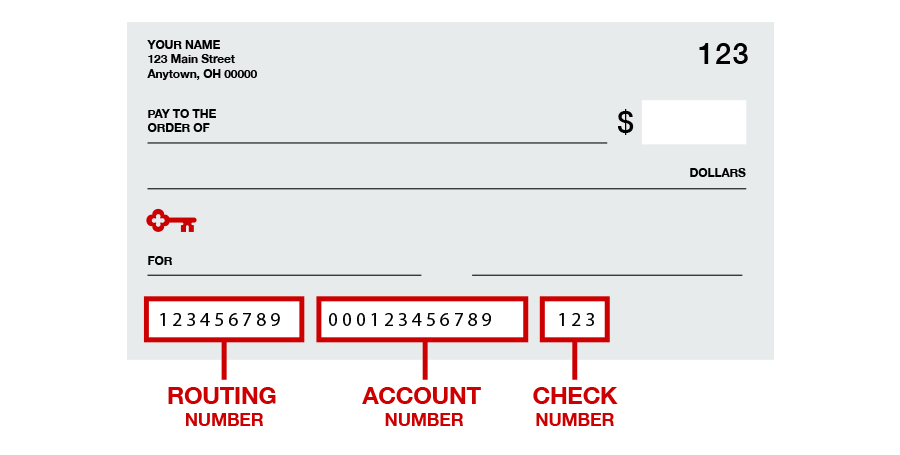 YOUR NAME
123 Main Street
Anytown, OH 00000
123
PAY TO THE
ORDER OF
$
DOLLARS
FOR
123456789
000123456789
123
ROUTING
NUMBER
ACCOUNT
NUMBER
CHECK
NUMBER